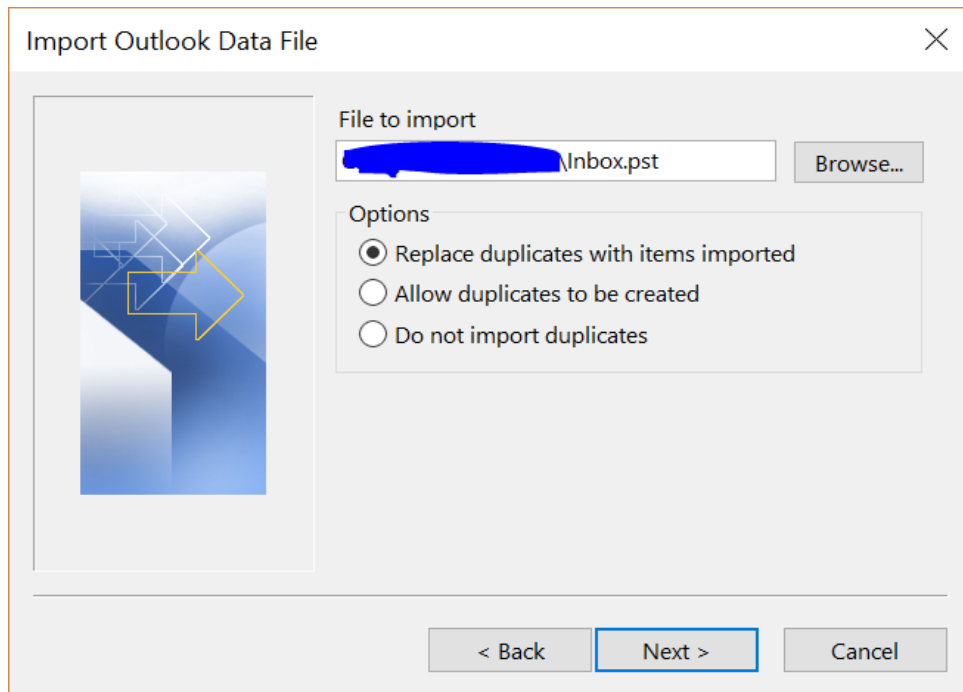 Import Outlook Data File
File to import
\Inbox.pst
Browse...
Options
Replace duplicates with items imported
Allow duplicates to be created
Do not import duplicates
< Back
Next >
Cancel